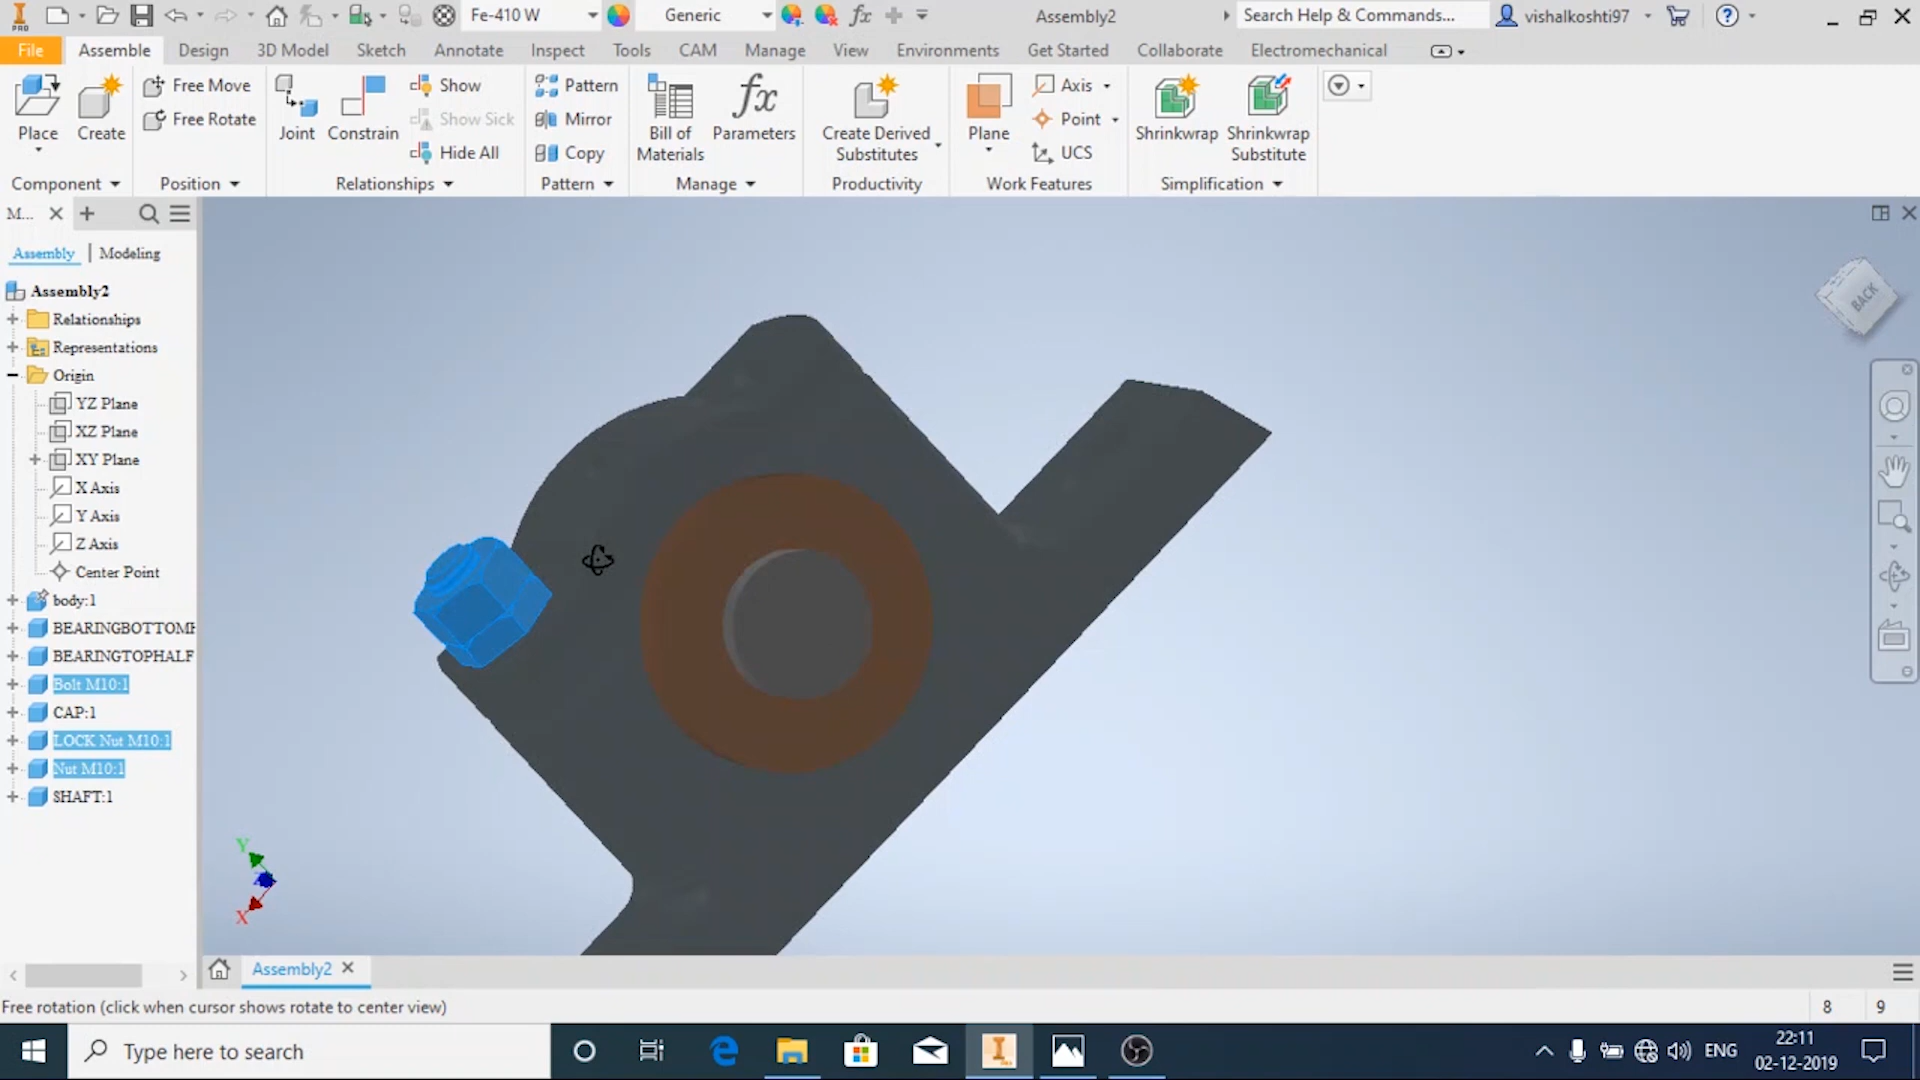 PRO
Fe-410 W
Generic
Assembly2
Search Help & Commands...
vishalkoshti97
File
Assemble
Design
3D Model
Sketch
Annotate
Inspect
Tools
CAM
Manage
View
Environments
Get Started
Collaborate
Electromechanical
Place
Create
Free Move
Free Rotate
Joint
Constrain
Show
Show Sick
Hide All
Pattern
Mirror
Copy
Bill of
Materials
fx
Parameters
Create Derived
Substitutes
Plane
Axis
Point
UCS
Shrinkwrap
Shrinkwrap
Substitute
Component
Position
Relationships
Pattern
Manage
Productivity
Work Features
Simplification
M...
Assembly
Modeling
Assembly2
Relationships
Representations
Origin
YZ Plane
XZ Plane
XY Plane
X Axis
Y Axis
Z Axis
Center Point
body:1
BEARINGBOTTOMH
BEARINGTOPHALF
Bolt M10:1
CAP:1
LOCK Nut M10:1
Nut M10:1
SHAFT:1
BACK
Y
Z
X
Assembly2
Free rotation (click when cursor shows rotate to center view)
8
9
Type here to search
ENG
22:11
02-12-2019